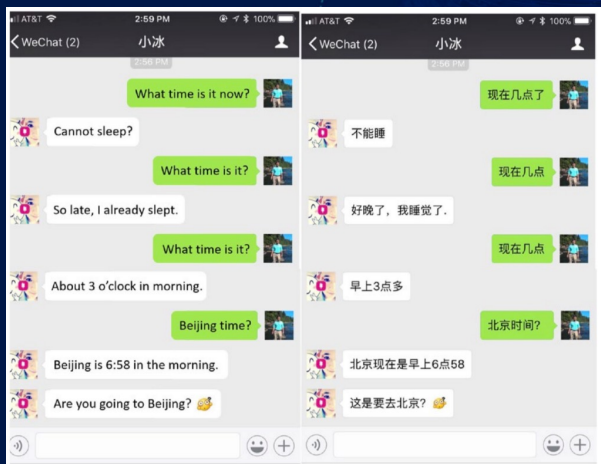 AT&T 2:59 PM 100%
WeChat (2) 小冰
2:56 PM
What time is it now?
Cannot sleep?
What time is it?
So late, I already slept.
What time is it?
About 3 o'clock in morning.
Beijing time?
Beijing is 6:58 in the morning.
Are you going to Beijing?
AT&T 2:59 PM 100%
WeChat (2) 小冰
2:56 PM
现在几点了
不能睡
现在几点
好晚了，我睡觉了.
现在几点
早上3点多
北京时间?
北京现在是早上6点58
这是要去北京?